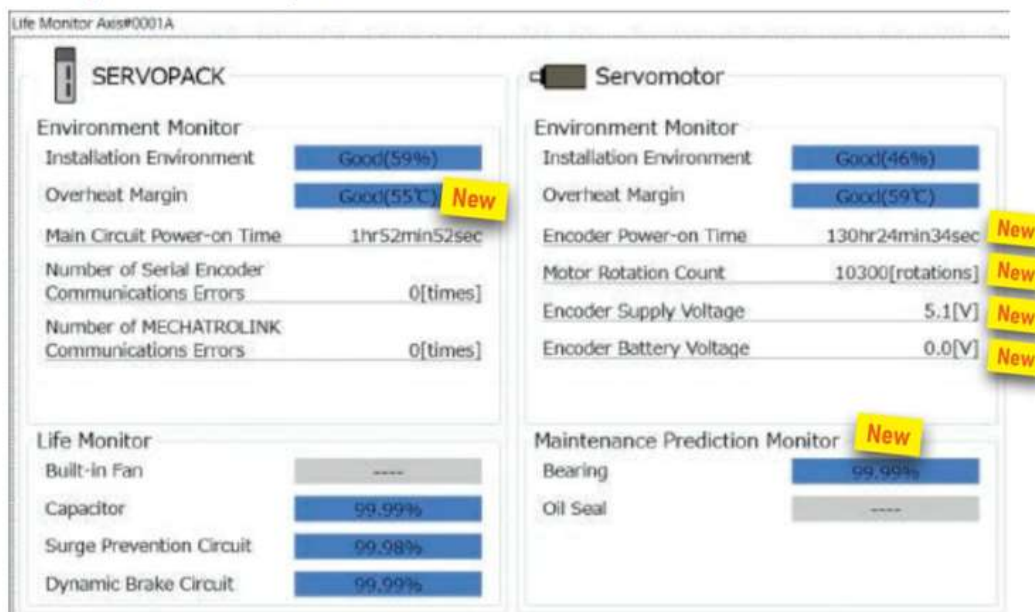 Life Monitor Axis#0001A
SERVOPACK
Environment Monitor
Installation Environment Good(59%)
Overheat Margin Good(55℃) New
Main Circuit Power-on Time 1hr52min52sec
Number of Serial Encoder
Communications Errors 0[times]
Number of MECHATROLINK
Communications Errors 0[times]
Life Monitor
Built-in Fan ----
Capacitor 99.99%
Surge Prevention Circuit 99.98%
Dynamic Brake Circuit 99.99%
Servomotor
Environment Monitor
Installation Environment Good(46%)
Overheat Margin Good(59℃)
Encoder Power-on Time 130hr24min34sec New
Motor Rotation Count 10300[rotations] New
Encoder Supply Voltage 5.1[V] New
Encoder Battery Voltage 0.0[V] New
Maintenance Prediction Monitor New
Bearing 99.99%
Oil Seal ----